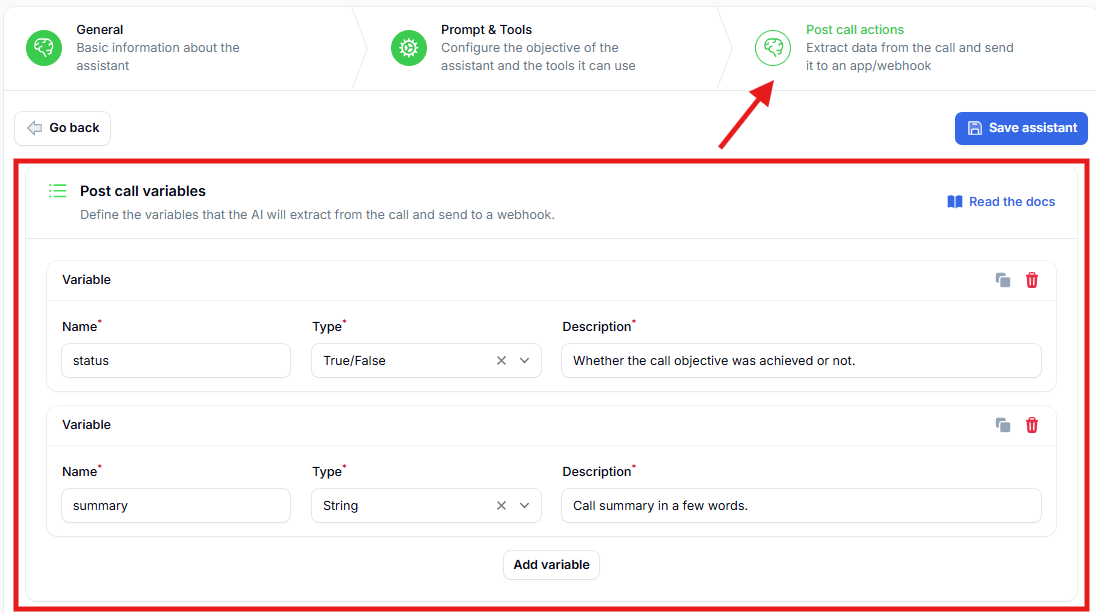 General
Basic information about the
assistant
Prompt & Tools
Configure the objective of the
assistant and the tools it can use
Post call actions
Extract data from the call and send
it to an app/webhook
Go back
Save assistant
Post call variables
Define the variables that the AI will extract from the call and send to a webhook.
Read the docs
Variable
Name*
Type*
Description*
status
True/False
Whether the call objective was achieved or not.
Variable
Name*
Type*
Description*
summary
String
Call summary in a few words.
Add variable